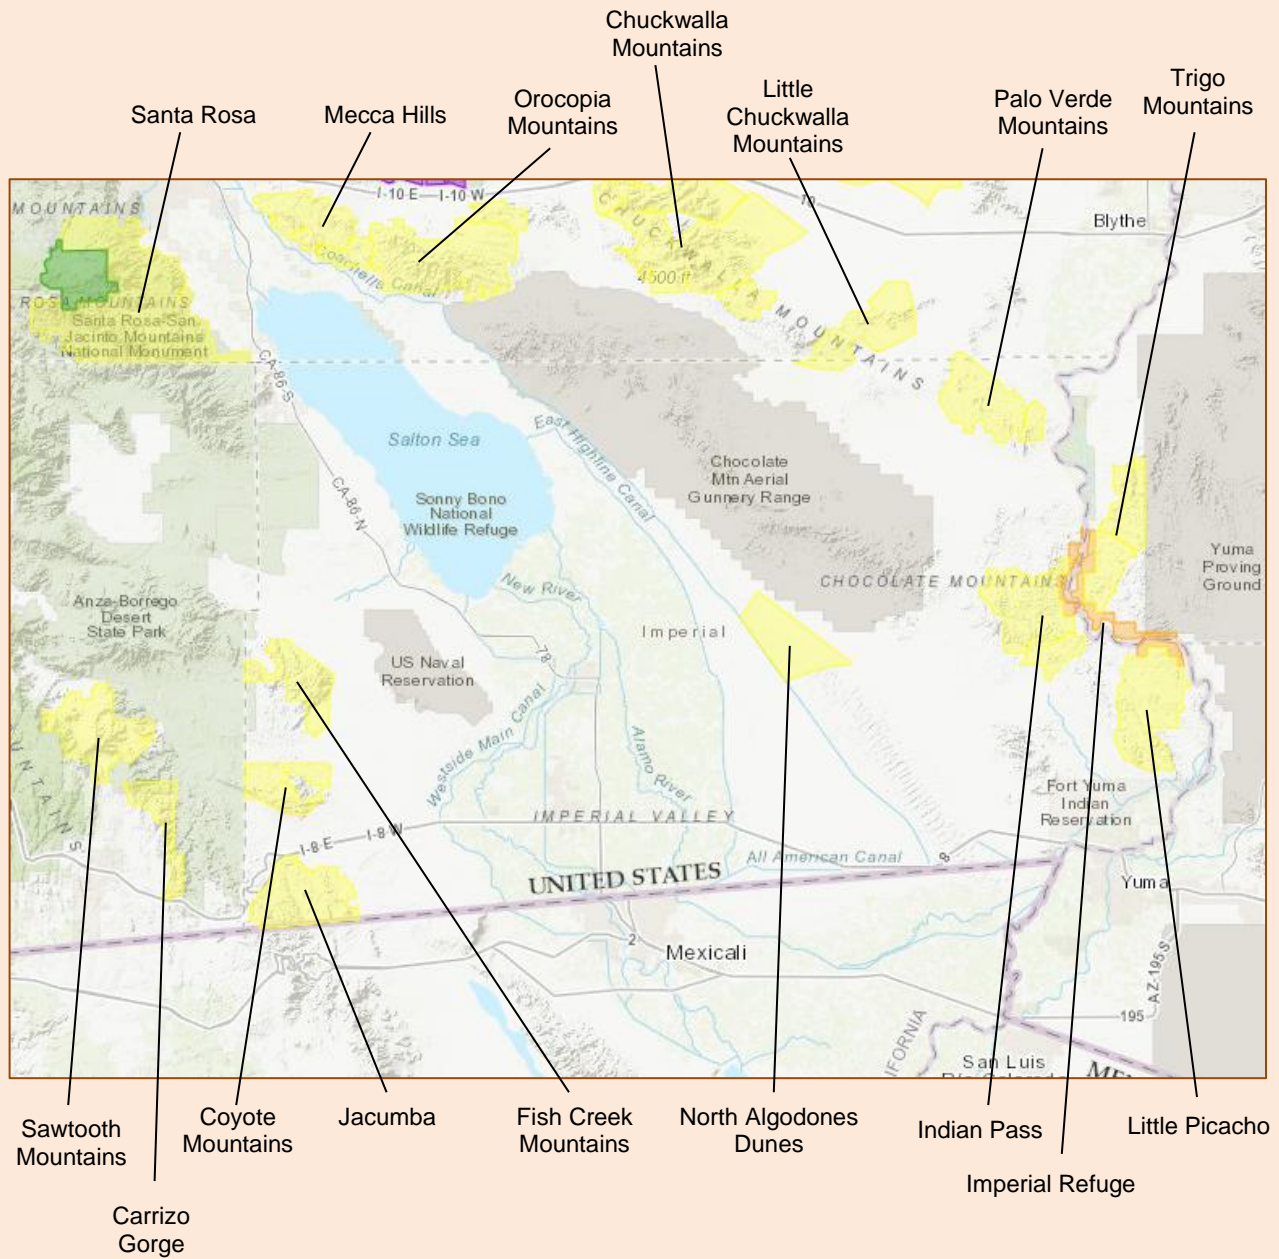 Chuckwalla
Mountains
Trigo
Mountains
Little
Chuckwalla
Mountains
Orocopia
Mountains
Palo Verde
Mountains
Santa Rosa
Mecca Hills
MOUNTAINS
I-10 E
I-10 W
10
Blythe
CHUCKWALLA
MOUNTAINS
4500 ft
Coachella Canal
ROSA MOUNTAINS
Santa Rosa-San
Jacinto Mountains
National Monument
CA-86-S
Salton Sea
East Highline Canal
Chocolate
Mtn Aerial
Gunnery Range
CA-86-N
Sonny Bono
National
Wildlife Refuge
Yuma
Proving
Ground
New River
CHOCOLATE MOUNTAINS
Anza-Borrego
Desert
State Park
Imperial
78
US Naval
Reservation
Westside Main Canal
Alamo River
UNTAINS
Fort Yuma
Indian
Reservation
IMPERIAL VALLEY
I-8 E
I-8 W
All American Canal
8
UNITED STATES
Yuma
2
Mexicali
AZ-195 S
195
IFORNIA
San Luis
Sawtooth
Mountains
Coyote
Mountains
Jacumba
Fish Creek
Mountains
North Algodones
Dunes
Indian Pass
Little Picacho
Imperial Refuge
Carrizo
Gorge